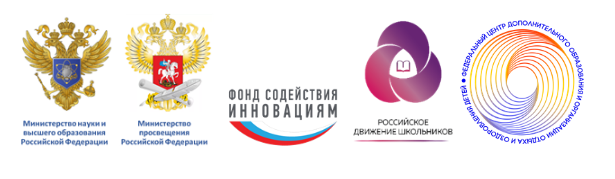 Министерство науки и
высшего образования
Российской Федерации
Министерство
просвещения
Российской Федерации
ФОНД СОДЕЙСТВИЯ
ИННОВАЦИЯМ
РОССИЙСКОЕ
ДВИЖЕНИЕ ШКОЛЬНИКОВ
ФЕДЕРАЛЬНЫЙ ЦЕНТР ДОПОЛНИТЕЛЬНОГО ОБРАЗОВАНИЯ И ОРГАНИЗАЦИИ ОТДЫХА И ОЗДОРОВЛЕНИЯ ДЕТЕЙ